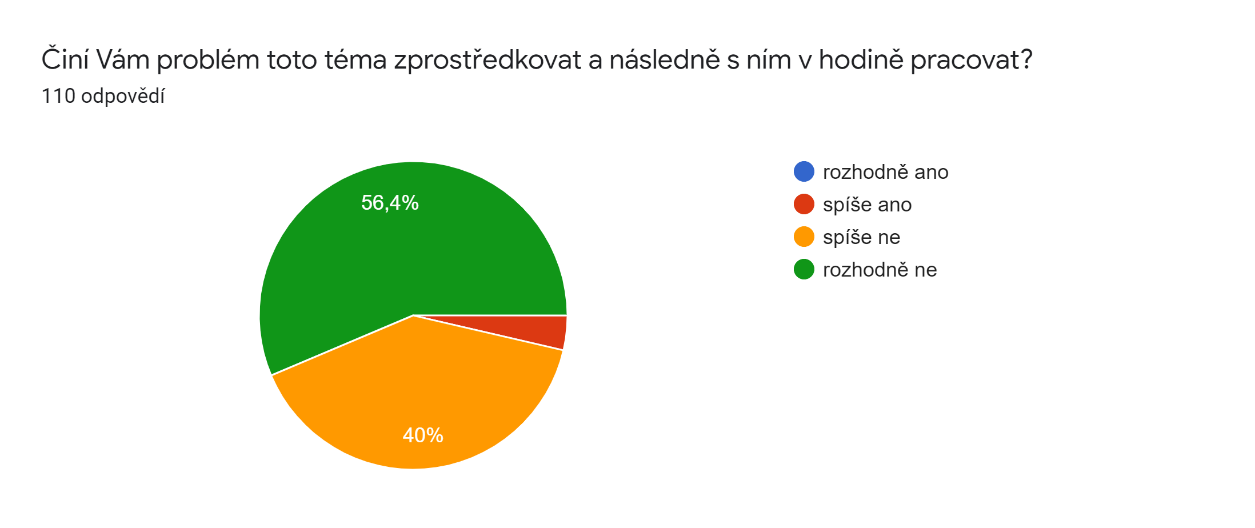 Činí Vám problém toto téma zprostředkovat a následně s ním v hodině pracovat?
110 odpovědí
56,4%
40%
rozhodně ano
spíše ano
spíše ne
rozhodně ne